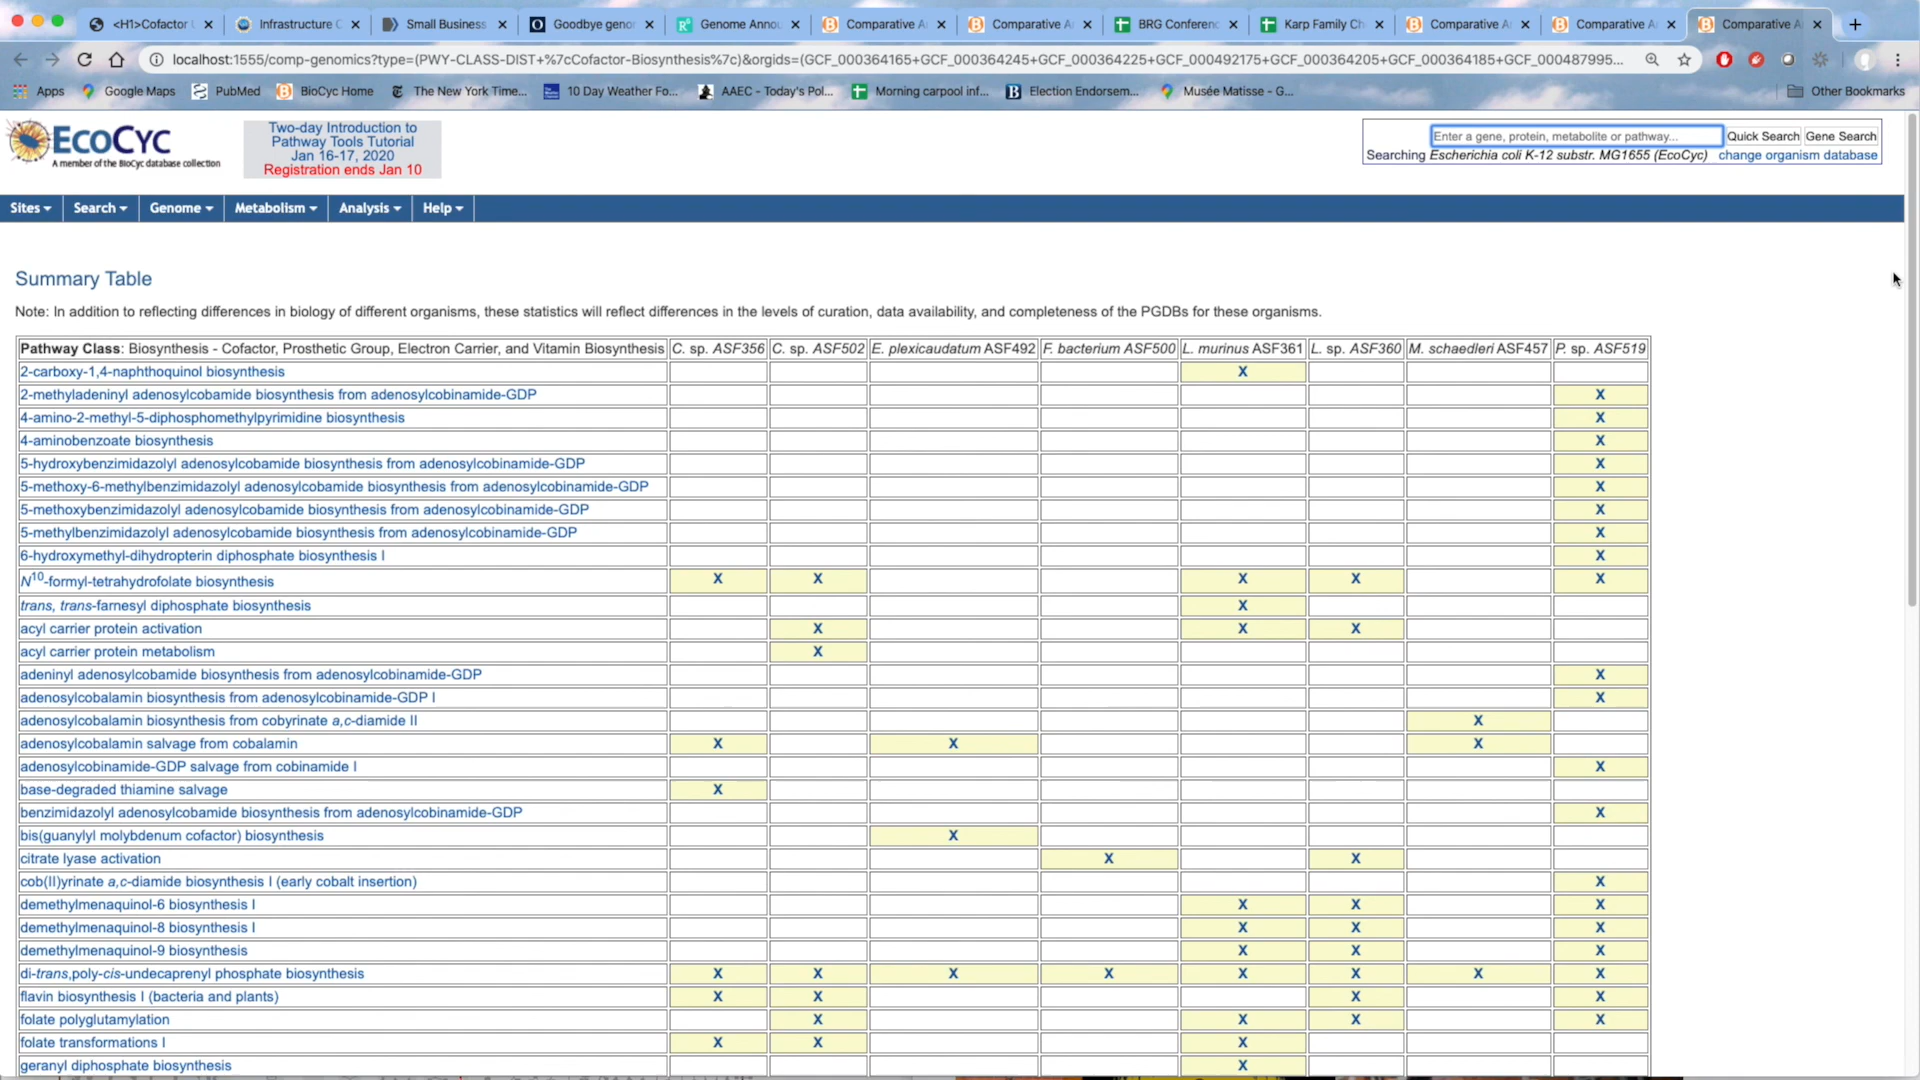 <H1>Cofactor
Infrastructure C
Small Business
Goodbye geno
Genome Annou
Comparative A
Comparative A
BRG Conferenc
Karp Family Ch
Comparative A
Comparative A
Comparative A
localhost:1555/comp-genomics?type=(PWY-CLASS-DIST+%7cCofactor-Biosynthesis%7c)&orgids=(GCF_000364165+GCF_000364245+GCF_000364225+GCF_000492175+GCF_000364205+GCF_000364185+GCF_000487995...
Apps Google Maps PubMed BioCyc Home The New York Time... 10 Day Weather Fo... AAEC - Today's Pol... Morning carpool inf... Election Endorsem... Musée Matisse - G... Other Bookmarks
EcoCyc
A member of the BioCyc database collection
Two-day Introduction to
Pathway Tools Tutorial
Jan 16-17, 2020
Registration ends Jan 10
Enter a gene, protein, metabolite or pathway... Quick Search Gene Search
Searching Escherichia coli K-12 substr. MG1655 (EcoCyc) change organism database
Sites Search Genome Metabolism Analysis Help
Summary Table
Note: In addition to reflecting differences in biology of different organisms, these statistics will reflect differences in the levels of curation, data availability, and completeness of the PGDBs for these organisms.
Pathway Class: Biosynthesis - Cofactor, Prosthetic Group, Electron Carrier, and Vitamin Biosynthesis C. sp. ASF356 C. sp. ASF502 E. plexicaudatum ASF492 F. bacterium ASF500 L. murinus ASF361 L. sp. ASF360 M. schaedleri ASF457 P. sp. ASF519
2-carboxy-1,4-naphthoquinol biosynthesis X
2-methyladeninyl adenosylcobamide biosynthesis from adenosylcobinamide-GDP X
4-amino-2-methyl-5-diphosphomethylpyrimidine biosynthesis X
4-aminobenzoate biosynthesis X
5-hydroxybenzimidazolyl adenosylcobamide biosynthesis from adenosylcobinamide-GDP X
5-methoxy-6-methylbenzimidazolyl adenosylcobamide biosynthesis from adenosylcobinamide-GDP X
5-methoxybenzimidazolyl adenosylcobamide biosynthesis from adenosylcobinamide-GDP X
5-methylbenzimidazolyl adenosylcobamide biosynthesis from adenosylcobinamide-GDP X
6-hydroxymethyl-dihydropterin diphosphate biosynthesis I X
N10-formyl-tetrahydrofolate biosynthesis X X X X X
trans, trans-farnesyl diphosphate biosynthesis X
acyl carrier protein activation X X X
acyl carrier protein metabolism X
adeninyl adenosylcobamide biosynthesis from adenosylcobinamide-GDP X
adenosylcobalamin biosynthesis from adenosylcobinamide-GDP I X
adenosylcobalamin biosynthesis from cobyrinate a,c-diamide II X
adenosylcobalamin salvage from cobalamin X X X
adenosylcobinamide-GDP salvage from cobinamide I X
base-degraded thiamine salvage X
benzimidazolyl adenosylcobamide biosynthesis from adenosylcobinamide-GDP X
bis(guanylyl molybdenum cofactor) biosynthesis X
citrate lyase activation X X
cob(II)yrinate a,c-diamide biosynthesis I (early cobalt insertion) X
demethylmenaquinol-6 biosynthesis I X X X
demethylmenaquinol-8 biosynthesis I X X X
demethylmenaquinol-9 biosynthesis X X X
di-trans,poly-cis-undecaprenyl phosphate biosynthesis X X X X X X X X
flavin biosynthesis I (bacteria and plants) X X X X
folate polyglutamylation X X X X
folate transformations I X X X
geranyl diphosphate biosynthesis X